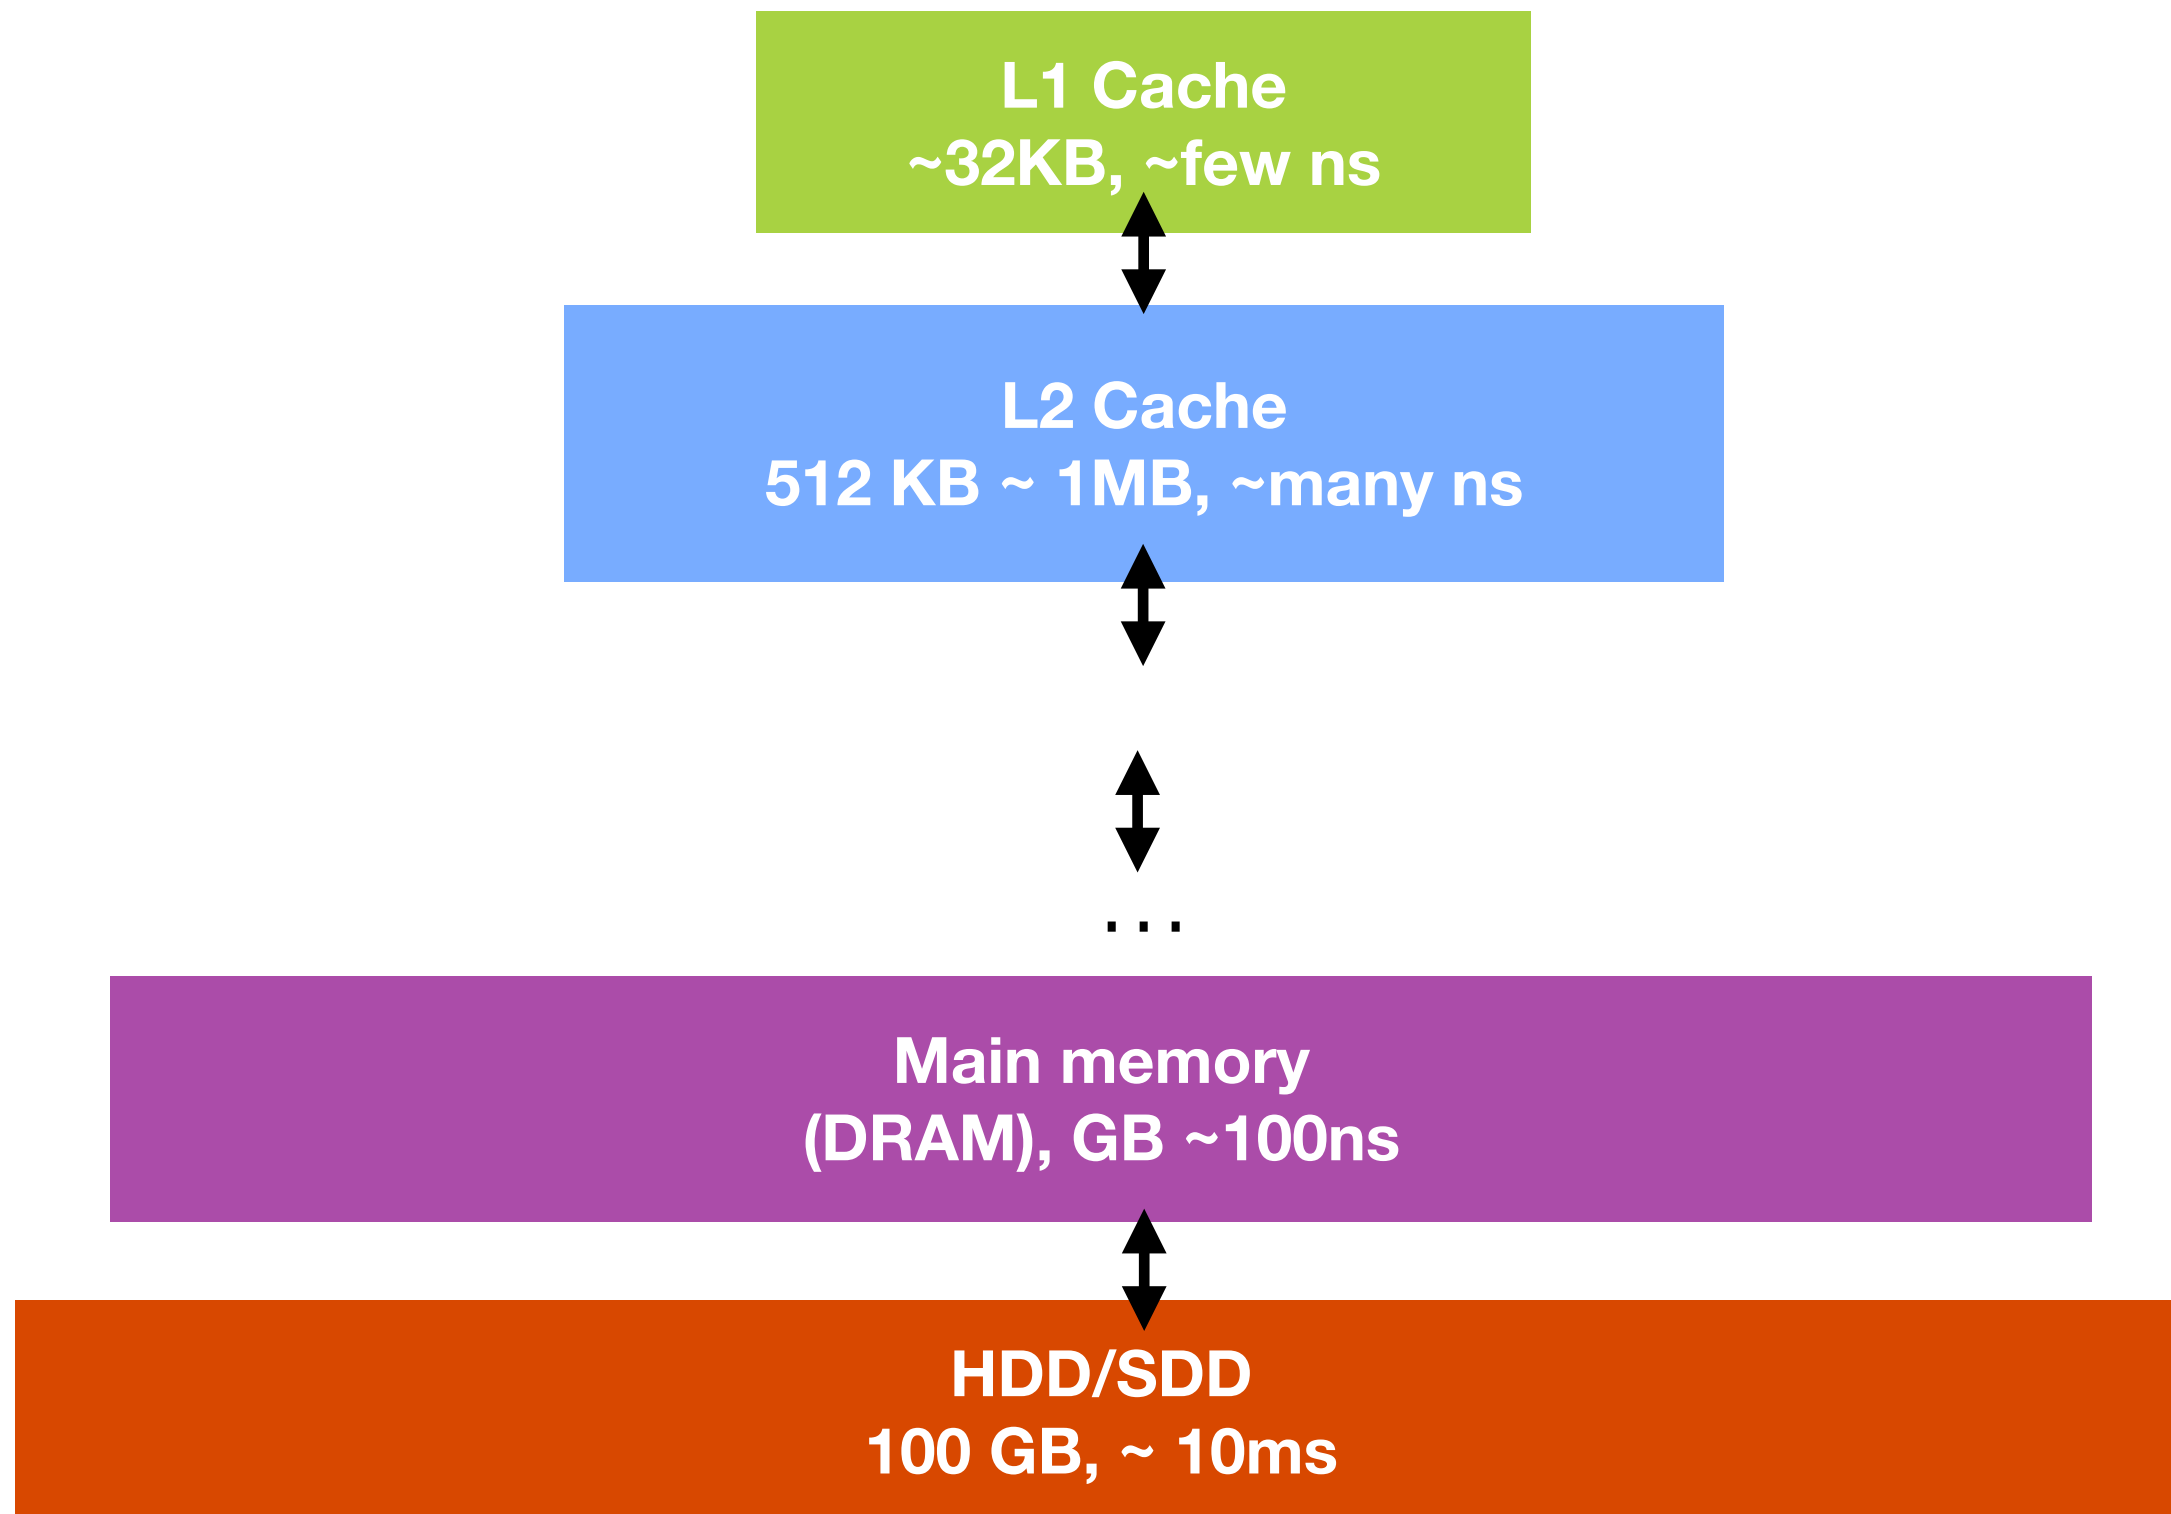 L1 Cache
~32KB, ~few ns
L2 Cache
512 KB ~ 1MB, ~many ns
...
Main memory
(DRAM), GB ~100ns
HDD/SDD
100 GB, ~ 10ms